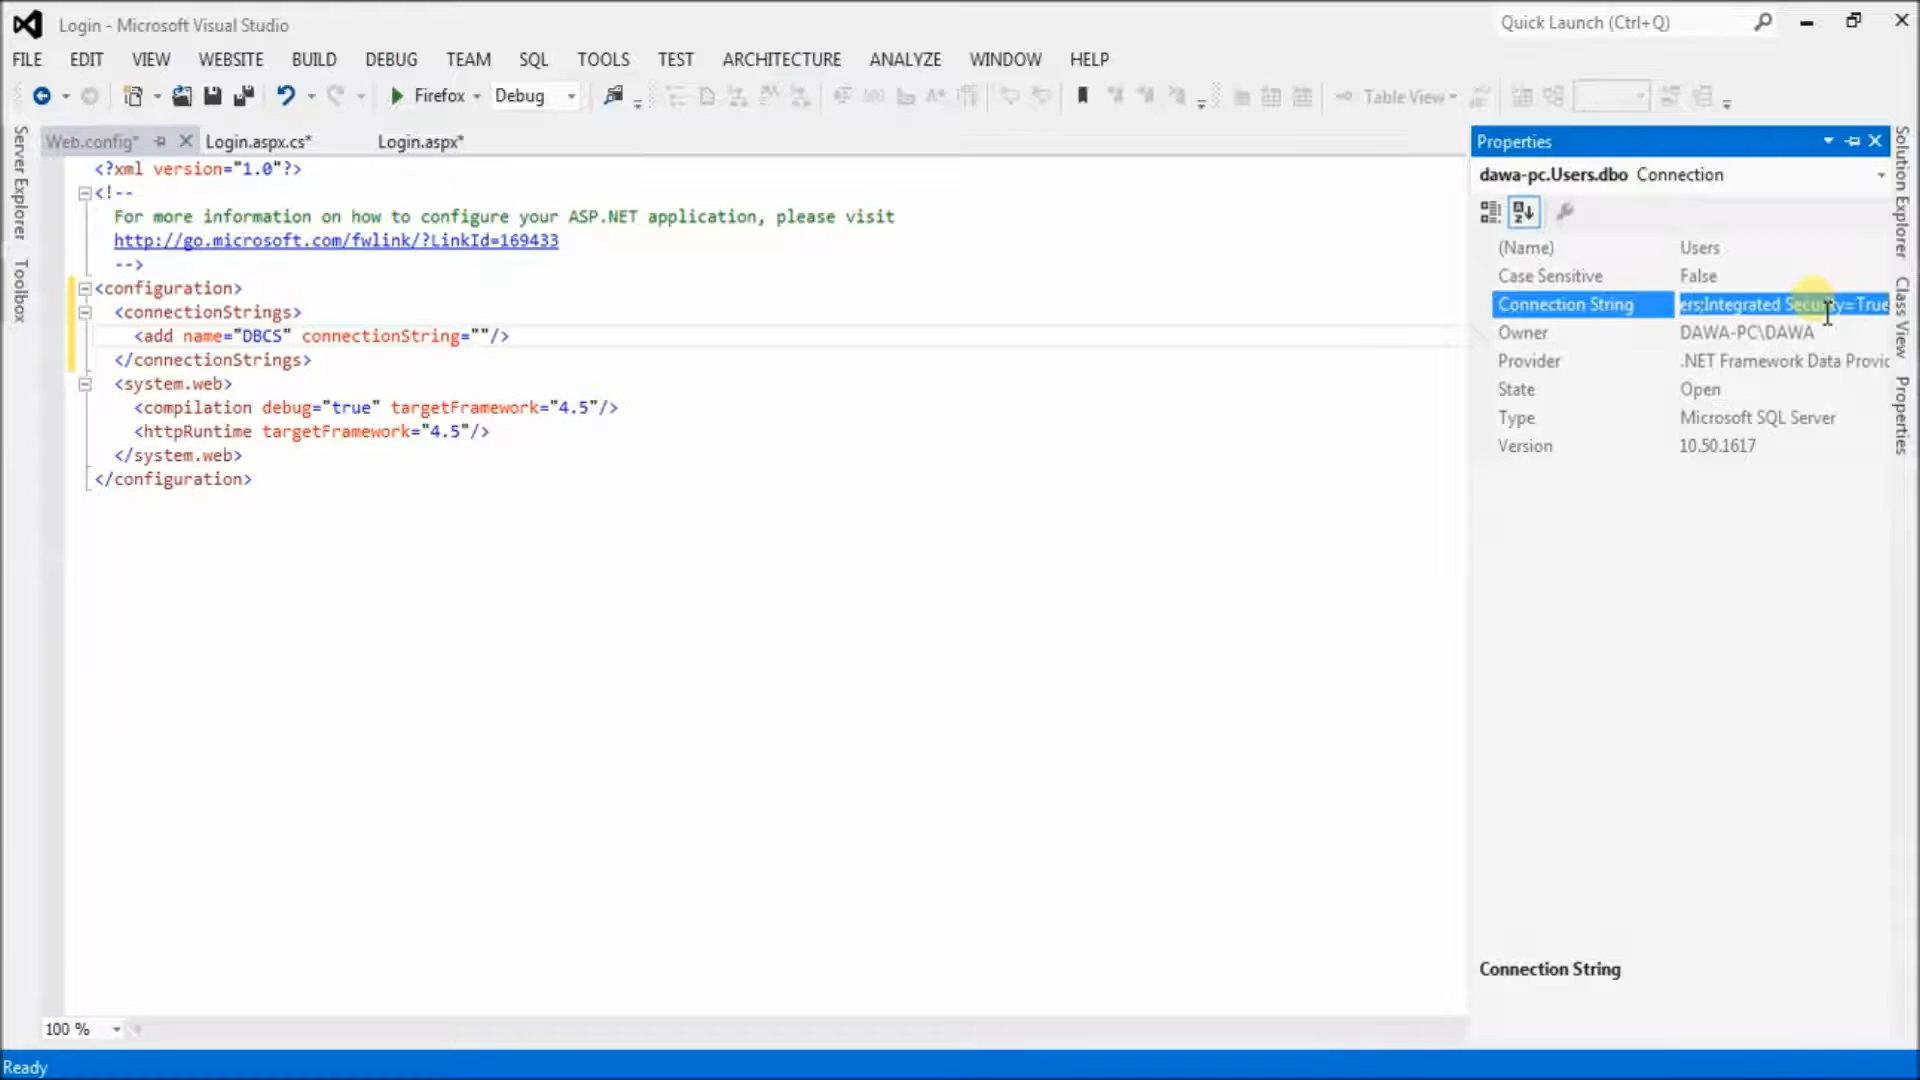 Login - Microsoft Visual Studio
Quick Launch (Ctrl+Q)
FILE EDIT VIEW WEBSITE BUILD DEBUG TEAM SQL TOOLS TEST ARCHITECTURE ANALYZE WINDOW HELP
Firefox Debug Table View
Server Explorer
Toolbox
Web.config* Login.aspx.cs* Login.aspx*
<?xml version="1.0"?>
<!--
For more information on how to configure your ASP.NET application, please visit
http://go.microsoft.com/fwlink/?LinkId=169433
-->
<configuration>
<connectionStrings>
<add name="DBCS" connectionString=""/>
</connectionStrings>
<system.web>
<compilation debug="true" targetFramework="4.5"/>
<httpRuntime targetFramework="4.5"/>
</system.web>
</configuration>
100 %
Properties
dawa-pc.Users.dbo Connection
(Name) Users
Case Sensitive False
Connection String ers;Integrated Security=True
Owner DAWA-PC\DAWA
Provider .NET Framework Data Provic
State Open
Type Microsoft SQL Server
Version 10.50.1617
Connection String
Solution Explorer
Class View
Properties
Ready